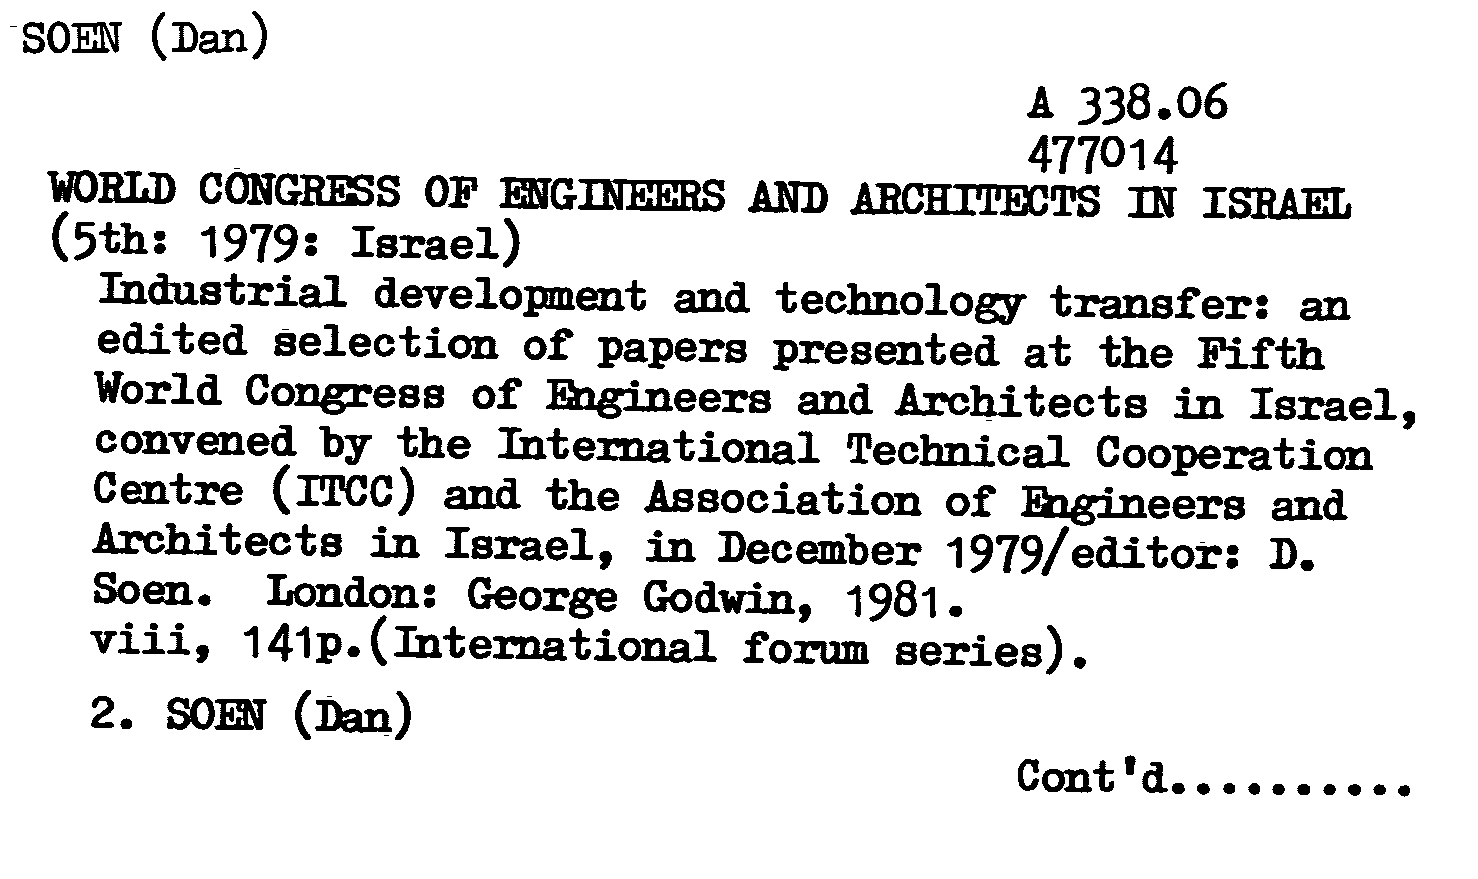 SOEN (Dan)
A 338.06
477014
WORLD CONGRESS OF ENGINEERS AND ARCHITECTS IN ISRAEL
(5th: 1979: Israel)
Industrial development and technology transfer: an
edited selection of papers presented at the Fifth
World Congress of Engineers and Architects in Israel,
convened by the International Technical Cooperation
Centre (ITCC) and the Association of Engineers and
Architects in Israel, in December 1979/editor: D.
Soen. London: George Godwin, 1981.
viii, 141p.(International forum series).
2. SOEN (Dan)
Cont'd..........